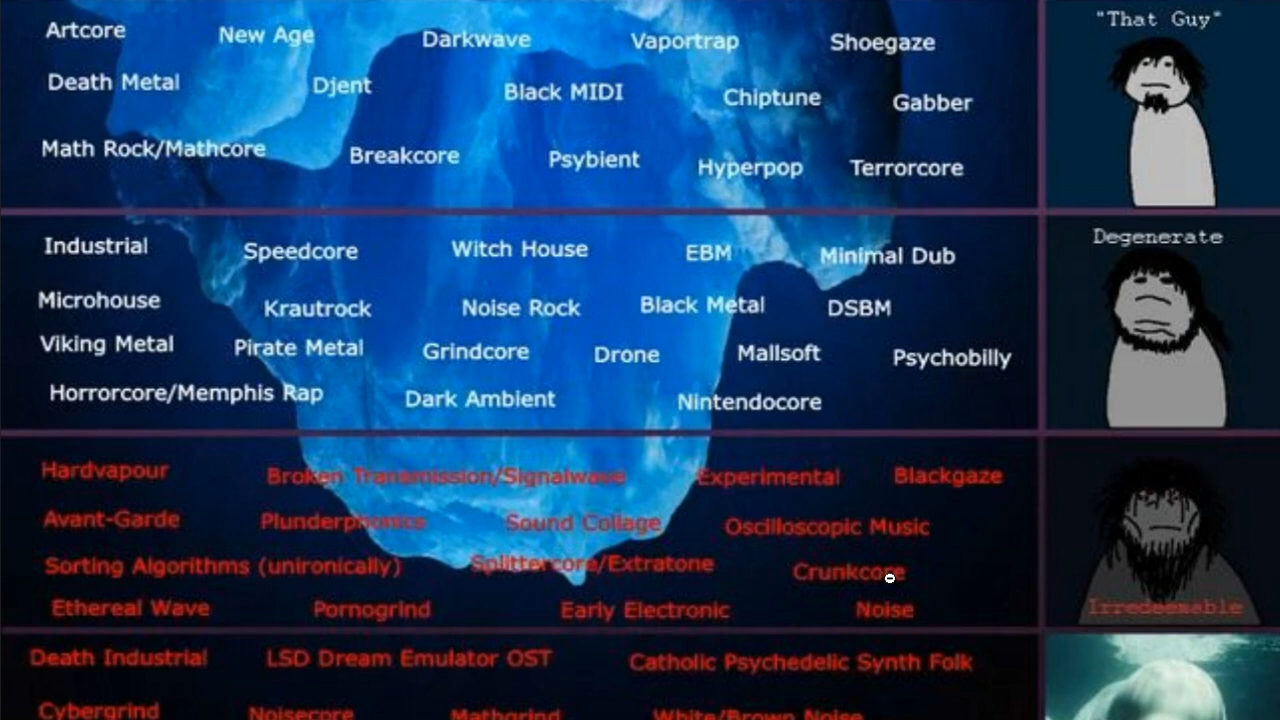 Artcore New Age Darkwave Vaportrap Shoegaze
"That Guy"
Death Metal Djent Black MIDI Chiptune Gabber
Math Rock/Mathcore Breakcore Psybient Hyperpop Terrorcore
Degenerate
Industrial Speedcore Witch House EBM Minimal Dub
Microhouse Krautrock Noise Rock Black Metal DSBM
Viking Metal Pirate Metal Grindcore Drone Mallsoft Psychobilly
Horrorcore/Memphis Rap Dark Ambient Nintendocore
Hardvapour Broken Transmission/Signalwave Experimental Blackgaze
Avant-Garde Plunderphonics Sound Collage Oscilloscopic Music
Sorting Algorithms (unironically) Splittercore/Extratone Crunkcore
Ethereal Wave Pornogrind Early Electronic Noise
Irredeemable
Death Industrial LSD Dream Emulator OST Catholic Psychedelic Synth Folk
Cybergrind Noisecore Mathgrind White/Brown Noise